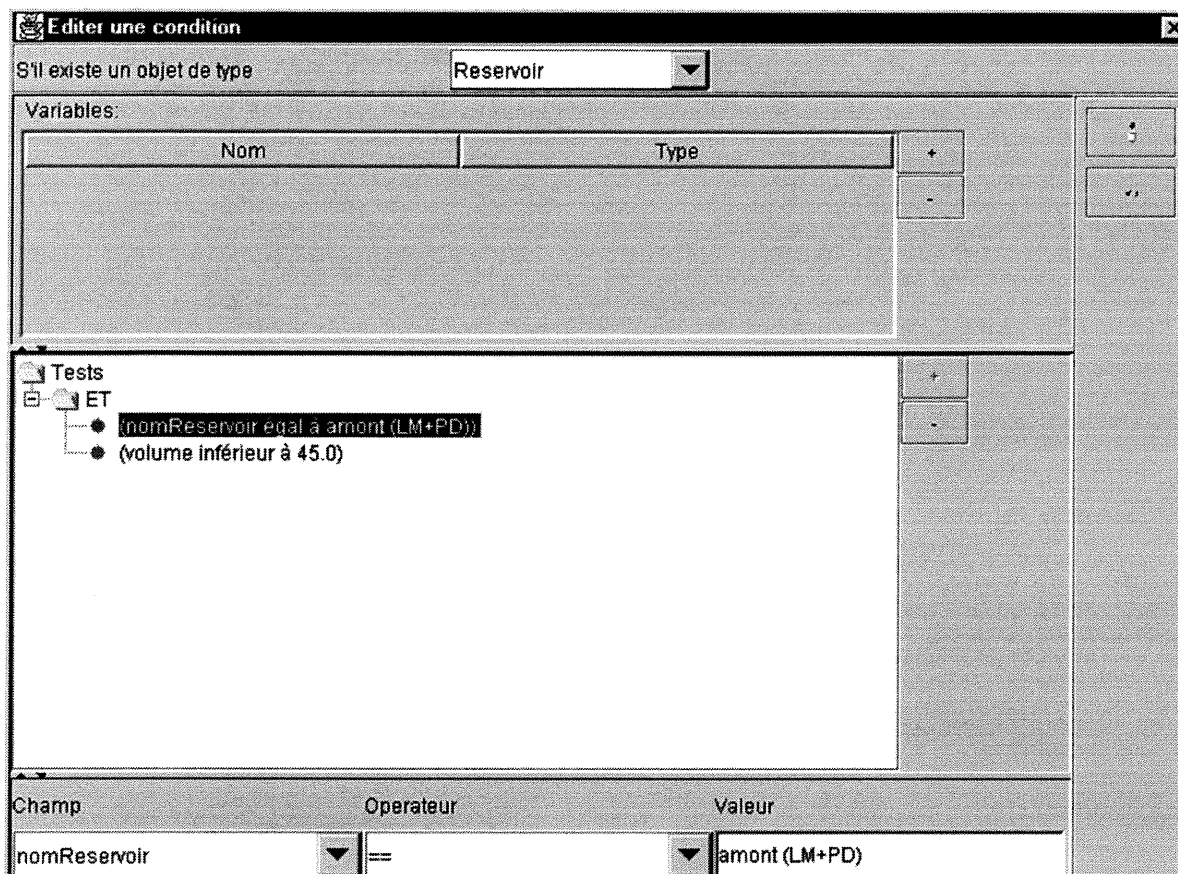 Editer une condition
S'il existe un objet de type Reservoir
Variables:
Nom Type
+
-
Tests
+
ET
(nomReservoir égal à amont (LM+PD))
-
(volume inférieur à 45.0)
Champ Operateur Valeur
nomReservoir == amont (LM+PD)